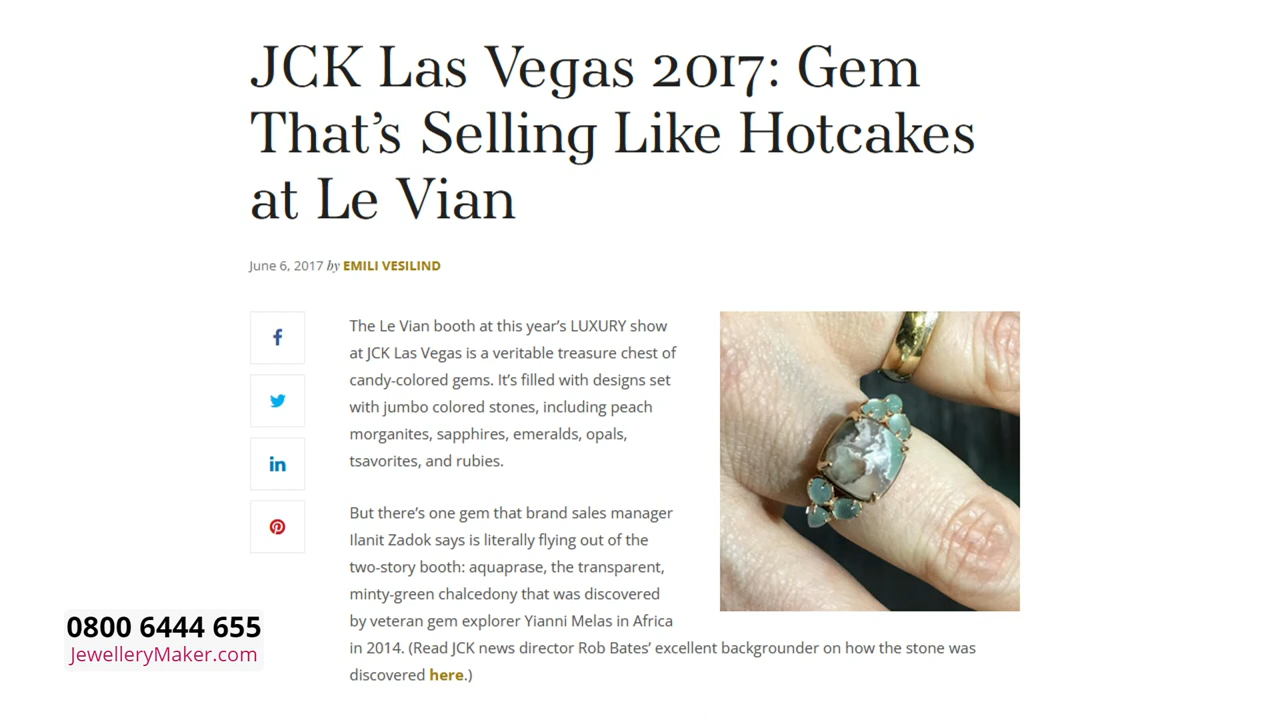 JCK Las Vegas 2017: Gem
That's Selling Like Hotcakes
at Le Vian
June 6, 2017 by EMILI VESILIND
The Le Vian booth at this year's LUXURY show
at JCK Las Vegas is a veritable treasure chest of
candy-colored gems. It's filled with designs set
with jumbo colored stones, including peach
morganites, sapphires, emeralds, opals,
tsavorites, and rubies.
But there's one gem that brand sales manager
Ilanit Zadok says is literally flying out of the
two-story booth: aquaprase, the transparent,
minty-green chalcedony that was discovered
by veteran gem explorer Yianni Melas in Africa
in 2014. (Read JCK news director Rob Bates' excellent backgrounder on how the stone was
discovered here.)
0800 6444 655
JewelleryMaker.com